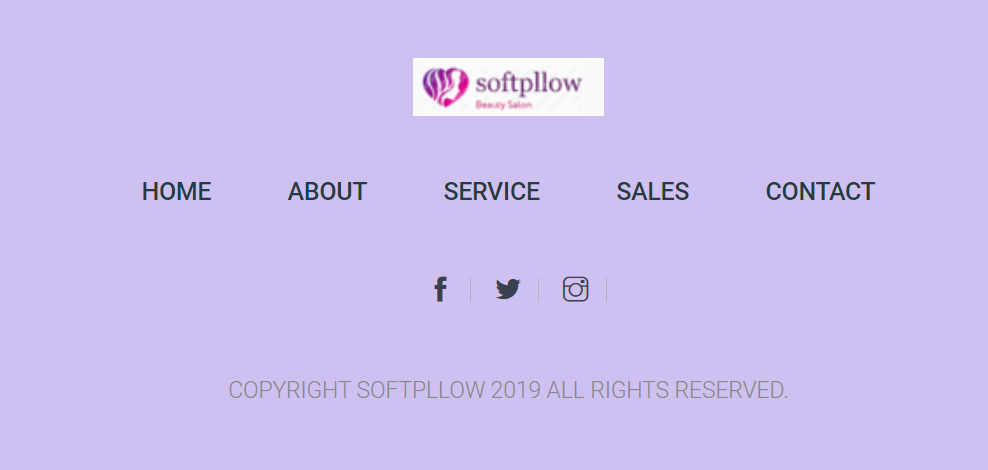 softpllow
Beauty Salon
HOME ABOUT SERVICE SALES CONTACT
COPYRIGHT SOFTPLLOW 2019 ALL RIGHTS RESERVED.